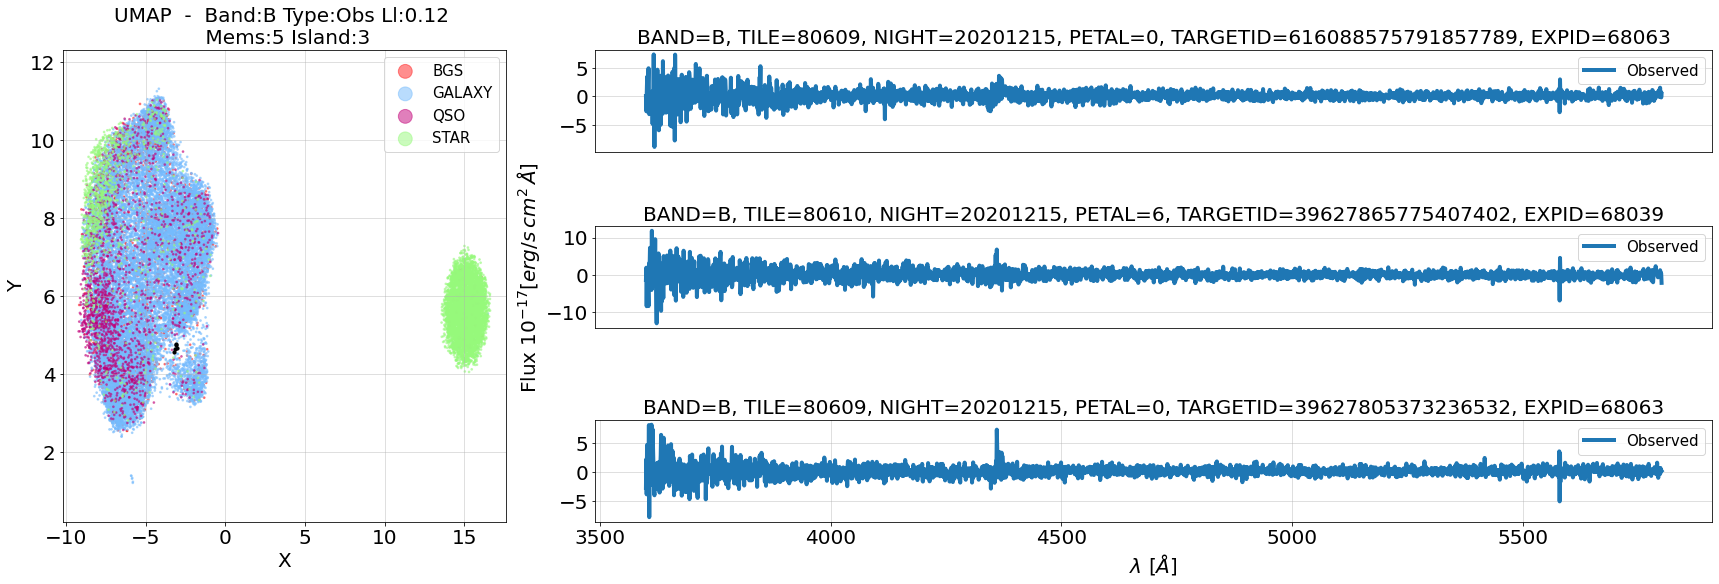 UMAP - Band:B Type:Obs Ll:0.12
Mems:5 Island:3
12
10
8
6
4
2
Y
−10
−5
0
5
10
15
X
BGS
GALAXY
QSO
STAR
Flux 10⁻¹⁷[erg/s cm² Å]
BAND=B, TILE=80609, NIGHT=20201215, PETAL=0, TARGETID=616088575791857789, EXPID=68063
5
0
−5
Observed
BAND=B, TILE=80610, NIGHT=20201215, PETAL=6, TARGETID=39627865775407402, EXPID=68039
10
0
−10
Observed
BAND=B, TILE=80609, NIGHT=20201215, PETAL=0, TARGETID=39627805373236532, EXPID=68063
5
0
−5
Observed
3500
4000
4500
5000
5500
λ [Å]